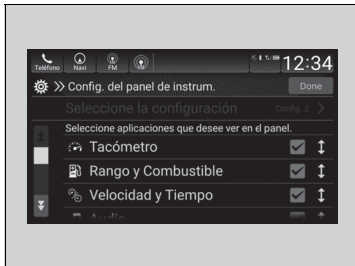 Teléfono Navi FM 12:34
Config. del panel de instrum. Done
Seleccione la configuración Config. 2
Seleccione aplicaciones que desee ver en el panel.
Tacómetro
Rango y Combustible
Velocidad y Tiempo
Audio